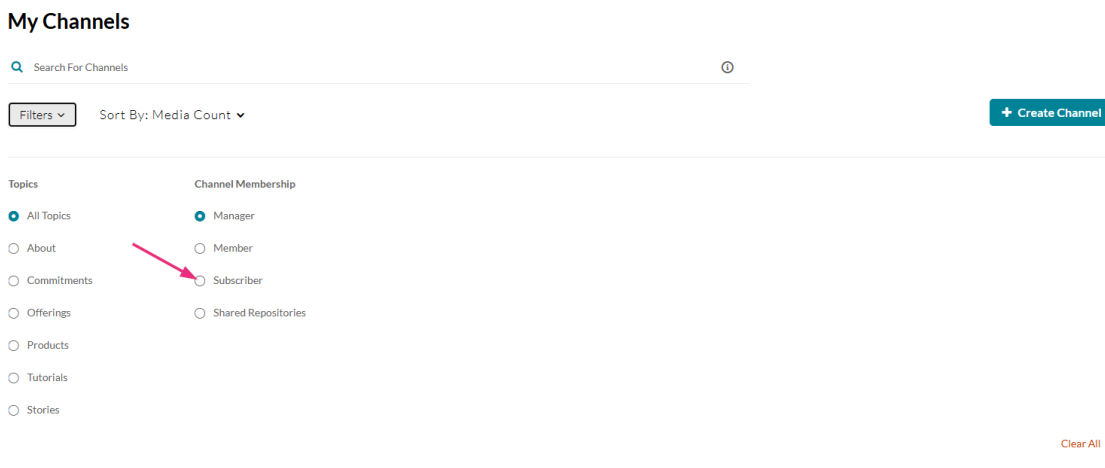 My Channels
Search For Channels
Filters
Sort By: Media Count
+ Create Channel
Topics
Channel Membership
All Topics
Manager
About
Member
Commitments
Subscriber
Offerings
Shared Repositories
Products
Tutorials
Stories
Clear All